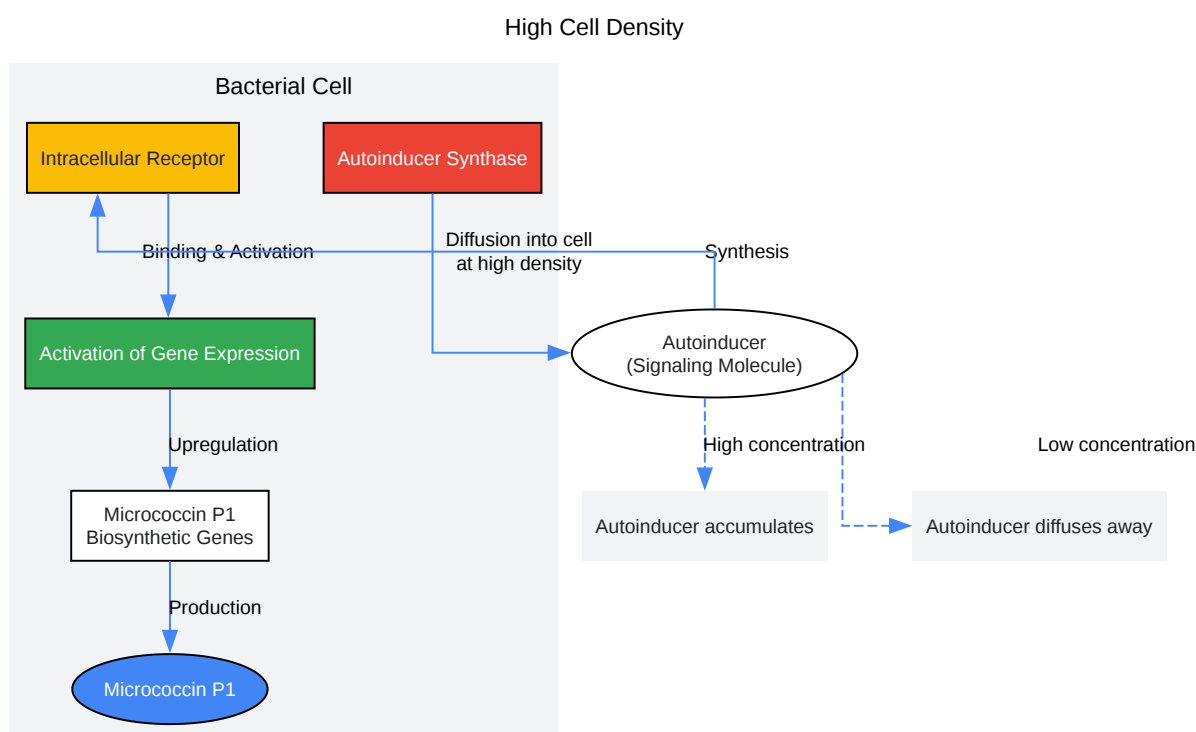 High Cell Density
Bacterial Cell
Intracellular Receptor
Autoinducer Synthase
Binding & Activation
Diffusion into cell
at high density
Synthesis
Activation of Gene Expression
Autoinducer
(Signaling Molecule)
Upregulation
High concentration
Low concentration
Micrococcin P1
Biosynthetic Genes
Autoinducer accumulates
Autoinducer diffuses away
Production
Micrococcin P1